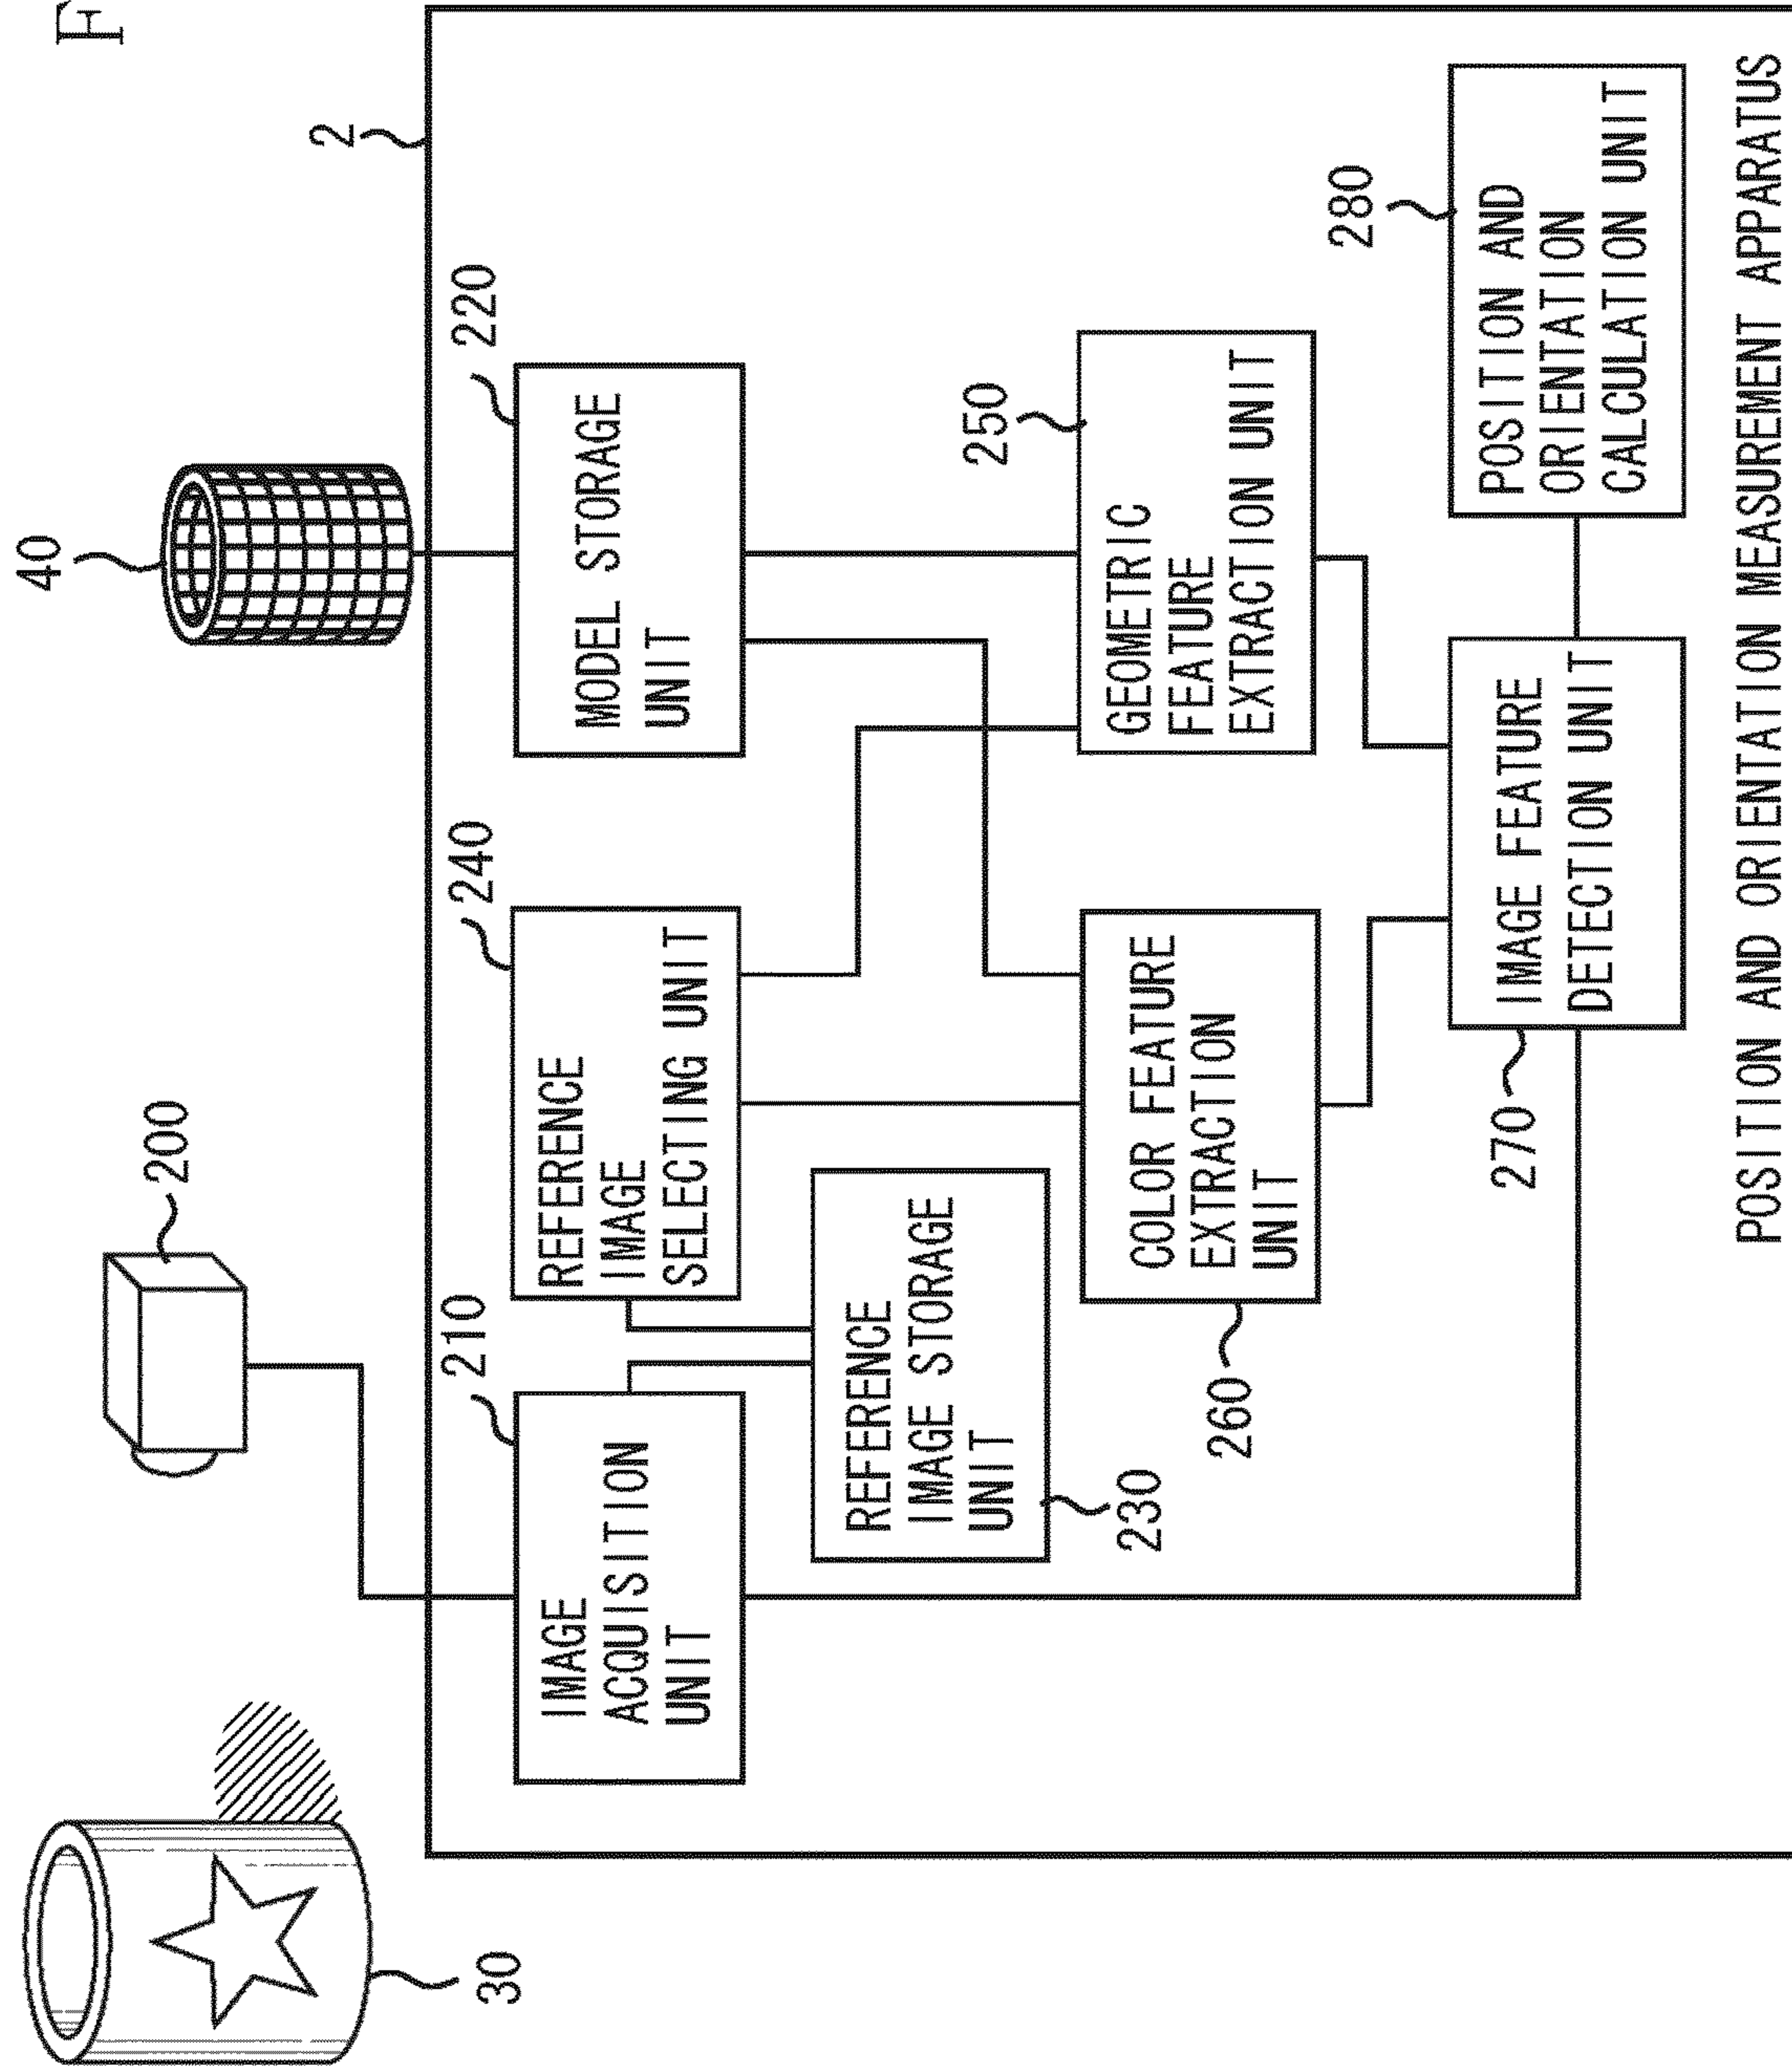 F
30
200
40
2
210
IMAGE
ACQUISITION
UNIT
240
REFERENCE
IMAGE
SELECTING UNIT
220
MODEL STORAGE
UNIT
REFERENCE
IMAGE STORAGE
UNIT
230
COLOR FEATURE
EXTRACTION
UNIT
260
250
GEOMETRIC
FEATURE
EXTRACTION UNIT
270
IMAGE FEATURE
DETECTION UNIT
280
POSITION AND
ORIENTATION
CALCULATION UNIT
POSITION AND ORIENTATION MEASUREMENT APPARATUS